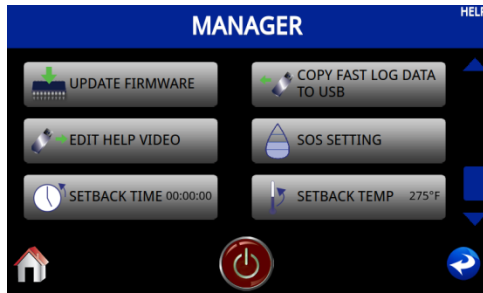 MANAGER
HELP
UPDATE FIRMWARE
COPY FAST LOG DATA
TO USB
EDIT HELP VIDEO
SOS SETTING
SETBACK TIME 00:00:00
SETBACK TEMP 275°F